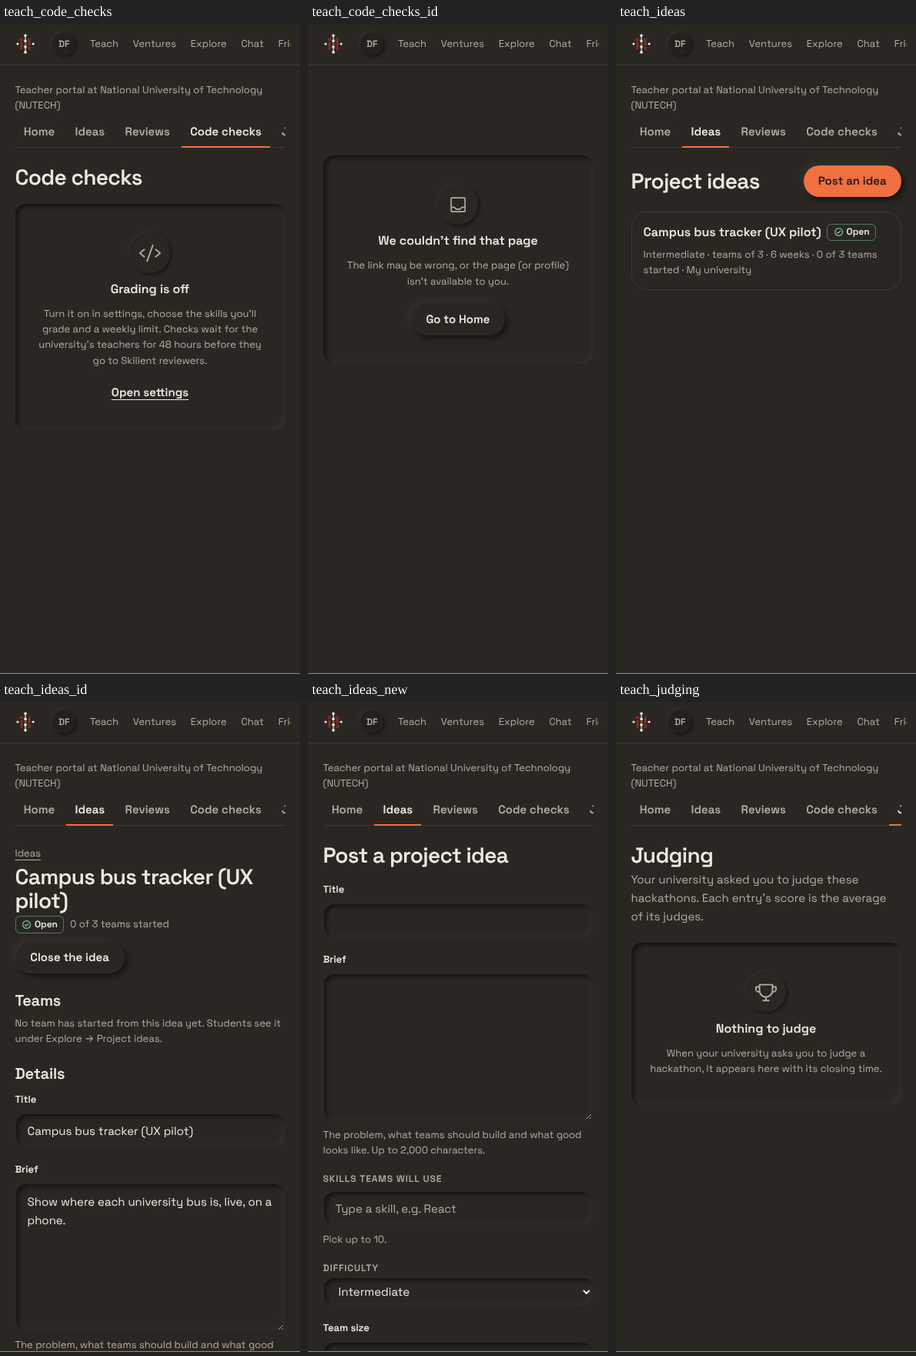 teach_code_checks
DF Teach Ventures Explore Chat
Teacher portal at National University of Technology
(NUTECH)
Home Ideas Reviews Code checks
Code checks
Grading is off
Turn it on in settings, choose the skills you'll
grade and a weekly limit. Checks wait for the
university's teachers for 48 hours before they
go to Skilient reviewers.
Open settings
teach_code_checks_id
DF Teach Ventures Explore Chat
We couldn't find that page
The link may be wrong, or the page (or profile)
isn't available to you.
Go to Home
teach_ideas
DF Teach Ventures Explore Chat
Teacher portal at National University of Technology
(NUTECH)
Home Ideas Reviews Code checks
Project ideas
Post an idea
Campus bus tracker (UX pilot) Open
Intermediate · teams of 3 · 6 weeks · 0 of 3 teams
started · My university
teach_ideas_id
DF Teach Ventures Explore Chat
Teacher portal at National University of Technology
(NUTECH)
Home Ideas Reviews Code checks
Ideas
Campus bus tracker (UX
pilot)
Open 0 of 3 teams started
Close the idea
Teams
No team has started from this idea yet. Students see it
under Explore → Project ideas.
Details
Title
Campus bus tracker (UX pilot)
Brief
Show where each university bus is, live, on a
phone.
The problem, what teams should build and what good
teach_ideas_new
DF Teach Ventures Explore Chat
Teacher portal at National University of Technology
(NUTECH)
Home Ideas Reviews Code checks
Post a project idea
Title
Brief
The problem, what teams should build and what good
looks like. Up to 2,000 characters.
SKILLS TEAMS WILL USE
Type a skill, e.g. React
Pick up to 10.
DIFFICULTY
Intermediate
Team size
teach_judging
DF Teach Ventures Explore Chat
Teacher portal at National University of Technology
(NUTECH)
Home Ideas Reviews Code checks
Judging
Your university asked you to judge these
hackathons. Each entry's score is the average
of its judges.
Nothing to judge
When your university asks you to judge a
hackathon, it appears here with its closing time.